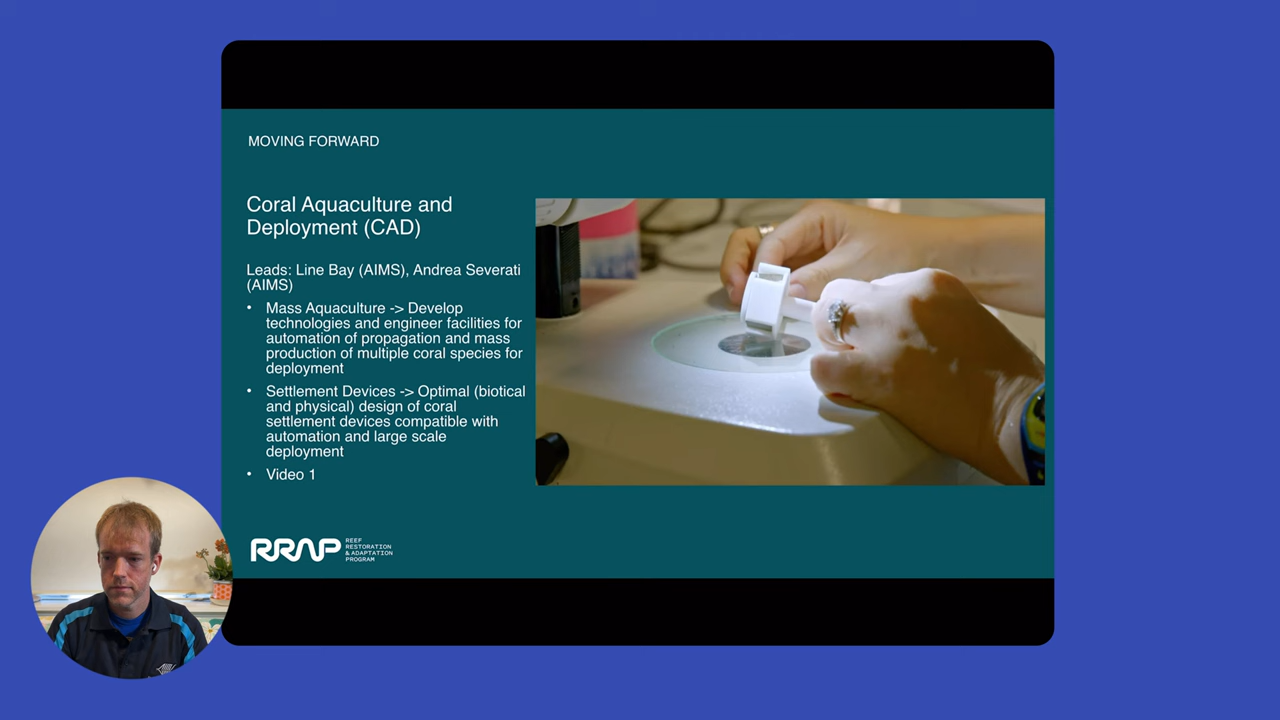 MOVING FORWARD
Coral Aquaculture and
Deployment (CAD)
Leads: Line Bay (AIMS), Andrea Severati
(AIMS)
• Mass Aquaculture -> Develop
technologies and engineer facilities for
automation of propagation and mass
production of multiple coral species for
deployment
• Settlement Devices -> Optimal (biotical
and physical) design of coral
settlement devices compatible with
automation and large scale
deployment
• Video 1
RRAP
REEF
RESTORATION
& ADAPTATION
PROGRAM